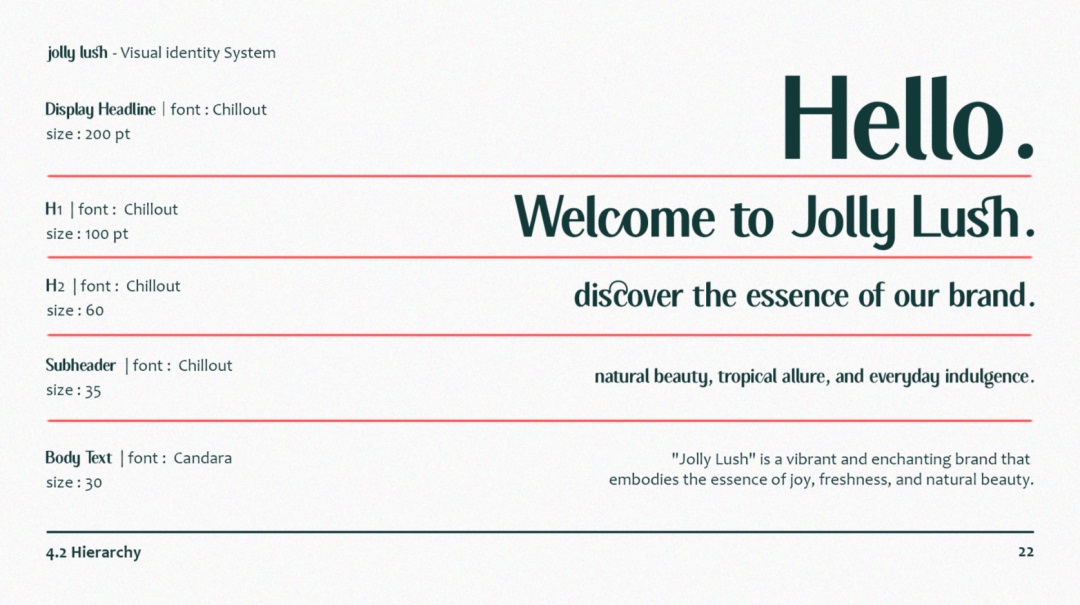 jolly lush - Visual identity System
Display Headline | font : Chillout
size : 200 pt
Hello.
H1 | font : Chillout
size : 100 pt
Welcome to Jolly Lush.
H2 | font : Chillout
size : 60
discover the essence of our brand.
Subheader | font : Chillout
size : 35
natural beauty, tropical allure, and everyday indulgence.
Body Text | font : Candara
size : 30
"Jolly Lush" is a vibrant and enchanting brand that
embodies the essence of joy, freshness, and natural beauty.
4.2 Hierarchy
22